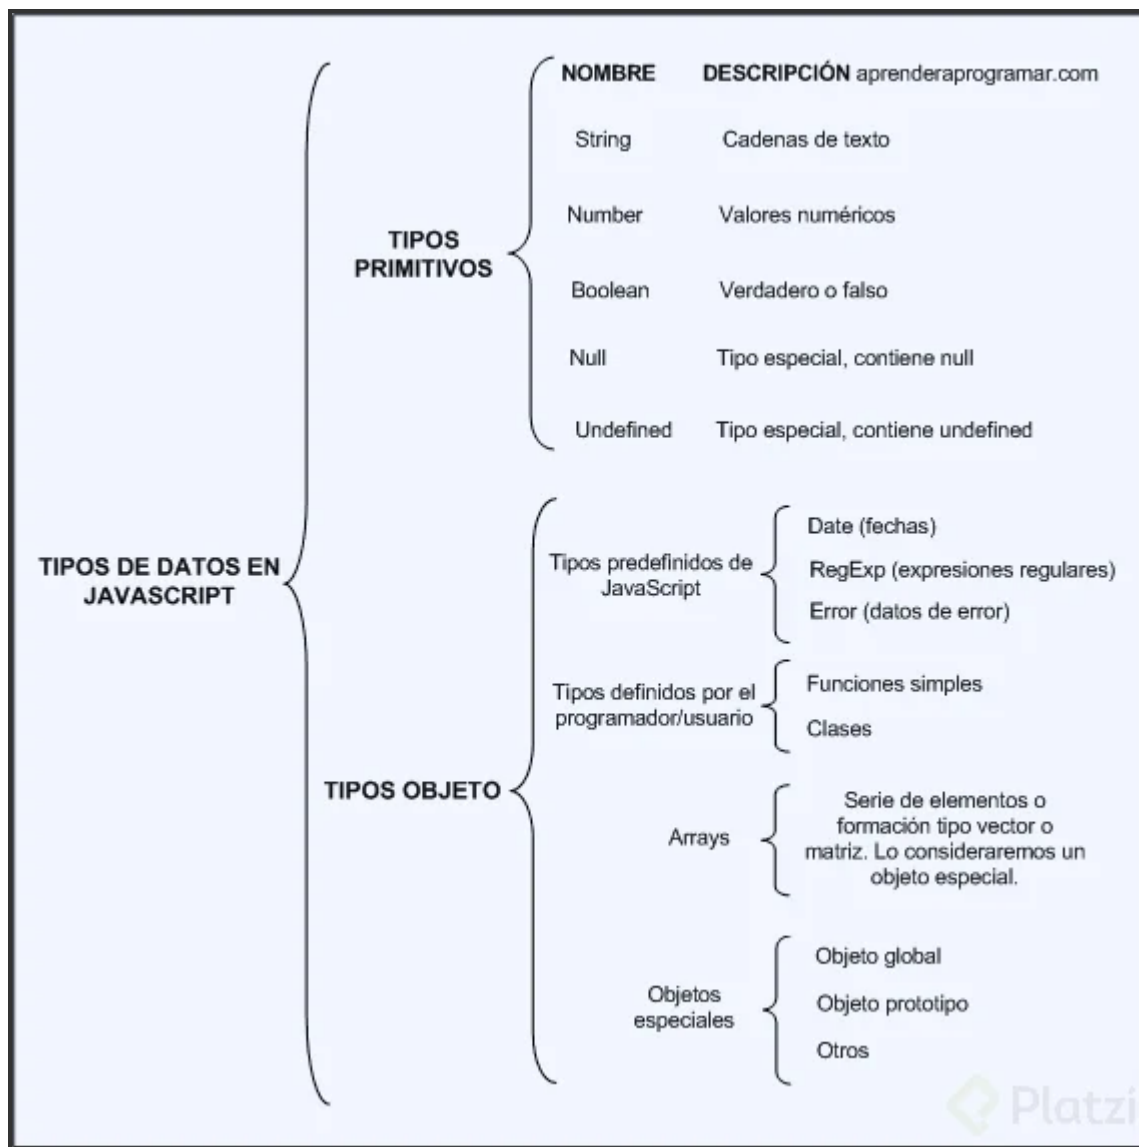 NOMBRE DESCRIPCIÓN aprenderaprogramar.com
String Cadenas de texto
Number Valores numéricos
TIPOS
PRIMITIVOS
Boolean Verdadero o falso
Null Tipo especial, contiene null
Undefined Tipo especial, contiene undefined
TIPOS DE DATOS EN
JAVASCRIPT
TIPOS OBJETO
Tipos predefinidos de
JavaScript
Date (fechas)
RegExp (expresiones regulares)
Error (datos de error)
Tipos definidos por el
programador/usuario
Funciones simples
Clases
Arrays
Serie de elementos o
formación tipo vector o
matriz. Lo consideraremos un
objeto especial.
Objetos
especiales
Objeto global
Objeto prototipo
Otros
Platzi